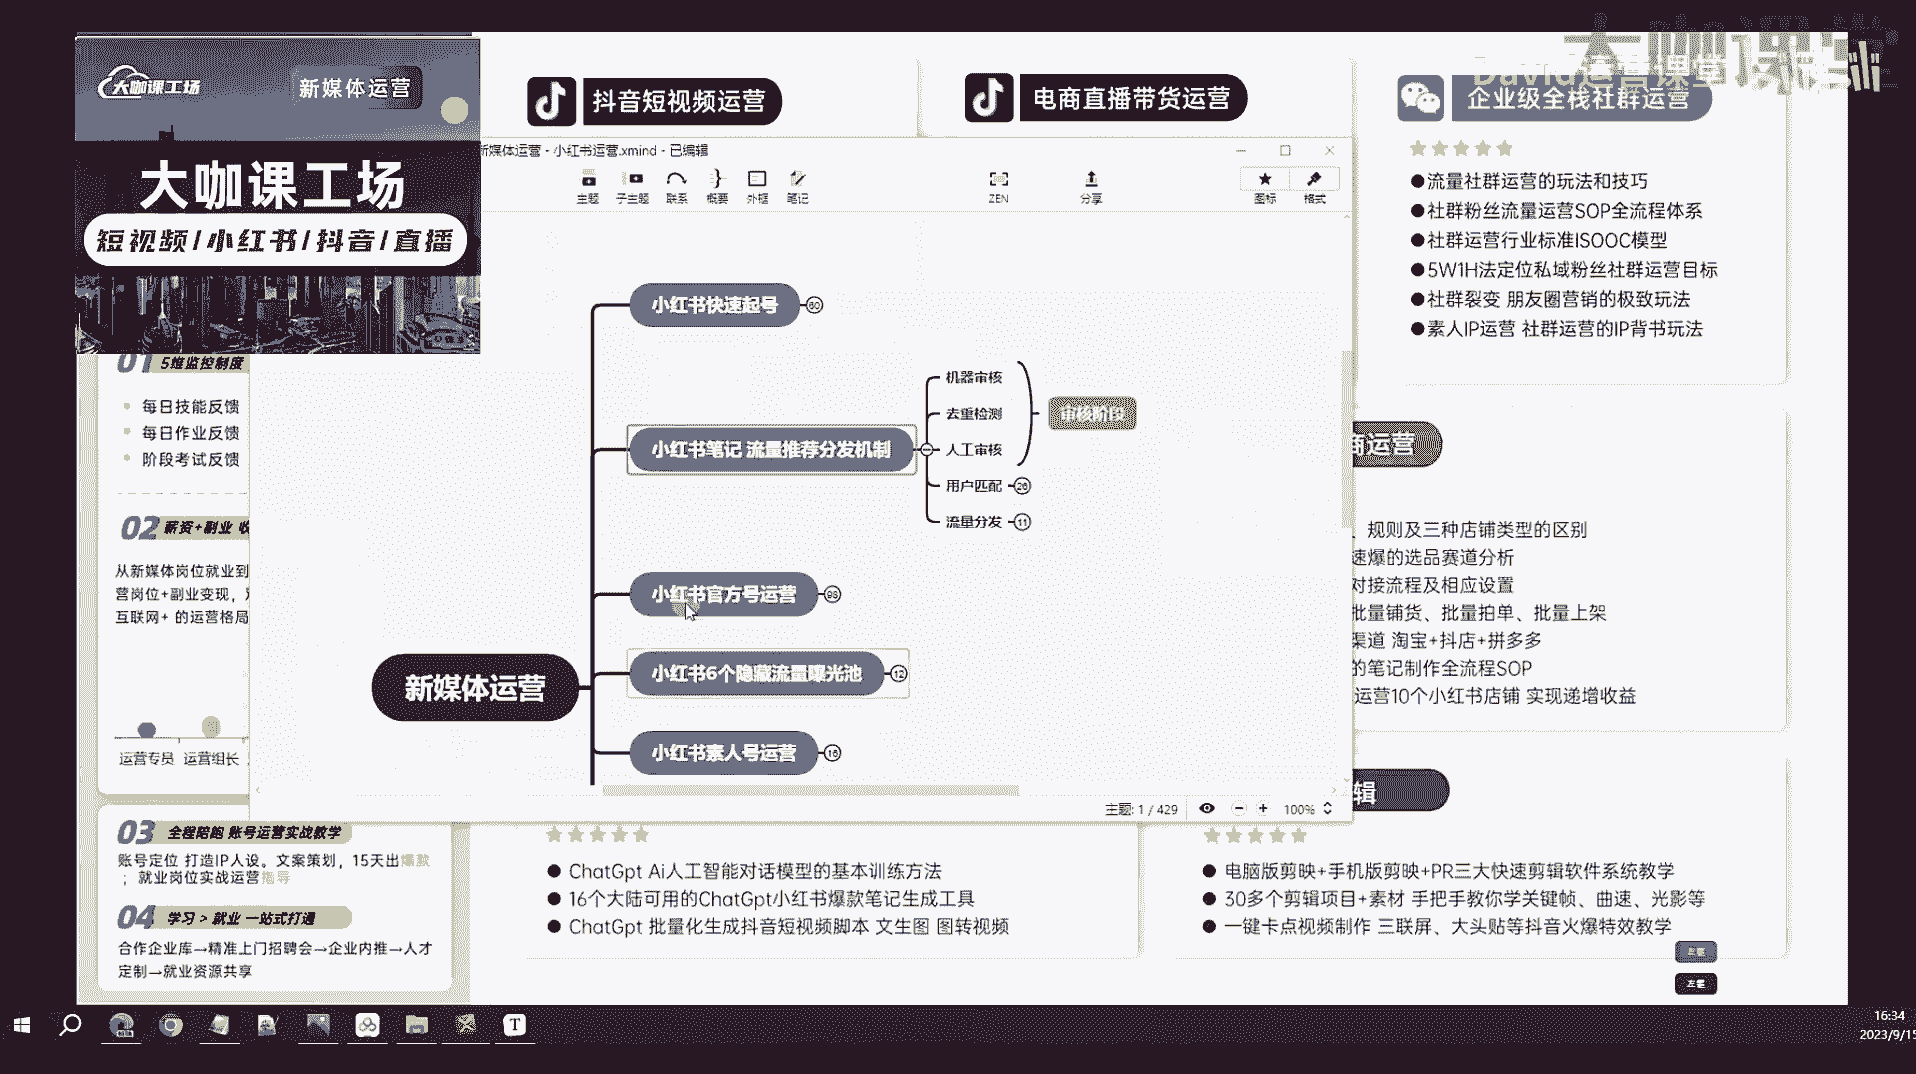 大咖课工场
新媒体运营
大咖课工场
短视频/小红书/抖音/直播
抖音短视频运营
电商直播带货运营
大咖课堂
企业级全栈社群运营
流量社群运营的玩法和技巧
社群粉丝流量运营SOP全流程体系
社群运营行业标准ISOOC模型
5W1H法定位私域粉丝社群运营目标
社群裂变 朋友圈营销的极致玩法
素人IP运营 社群运营的IP背书玩法
新媒体运营 - 小红书运营.xmind - 已编辑
主题
子主题
联系
概要
外框
笔记
ZEN
分享
图标
格式
小红书快速起号
60
小红书笔记 流量推荐分发机制
机器审核
去重检测
人工审核
审核阶段
用户匹配
26
流量分发
11
小红书官方号运营
98
新媒体运营
小红书6个隐藏流量曝光池
12
小红书素人号运营
16
主题: 1 / 429
100%
01 5维监控制度
每日技能反馈
每日作业反馈
阶段考试反馈
02 薪资+副业 收
从新媒体岗位就业到
营岗位+副业变现,
互联网+ 的运营格局
运营专员
运营组长
03 全程陪跑 账号运营实战教学
账号定位 打造IP人设。文案策划，15天出爆款
；就业岗位实战运营指导
04 学习 > 就业 一站式打通
合作企业库→精准上门招聘会→企业内推→人才
定制→就业资源共享
商运营
规则及三种店铺类型的区别
速爆的选品赛道分析
对接流程及相应设置
批量铺货、批量拍单、批量上架
渠道 淘宝+抖店+拼多多
的笔记制作全流程SOP
运营10个小红书店铺 实现递增收益
辑
ChatGpt Ai人工智能对话模型的基本训练方法
16个大陆可用的ChatGpt小红书爆款笔记生成工具
ChatGpt 批量化生成抖音短视频脚本 文生图 图转视频
电脑版剪映+手机版剪映+PR三大快速剪辑软件系统教学
30多个剪辑项目+素材 手把手教你学关键帧、曲速、光影等
一键卡点视频制作 三联屏、大头贴等抖音火爆特效教学
16:34
2023/9/15